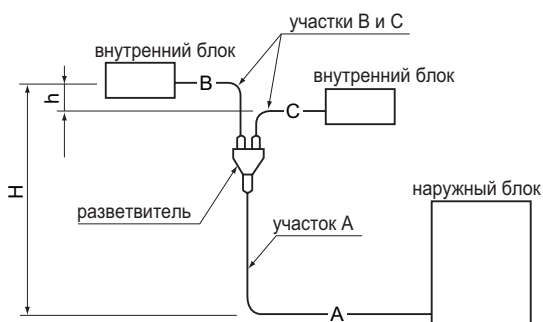 участки B и C
внутренний блок
внутренний блок
B
h
C
H
наружный блок
разветвитель
участок A
A